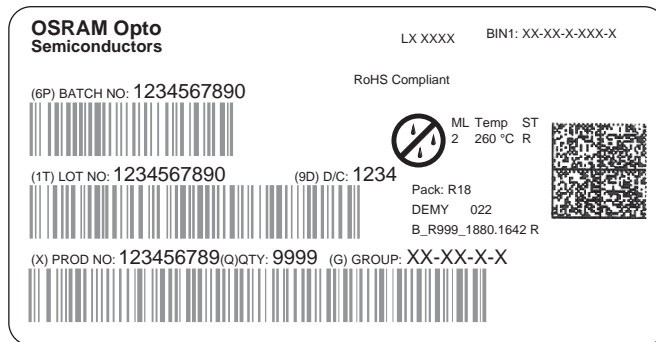 OSRAM Opto
Semiconductors
LX XXXX
BIN1: XX-XX-X-XXX-X
RoHS Compliant
(6P) BATCH NO: 1234567890
ML Temp ST
2 260 °C R
(1T) LOT NO: 1234567890 (9D) D/C: 1234
Pack: R18
DEMY 022
B_R999_1880.1642 R
(X) PROD NO: 123456789(Q)QTY: 9999 (G) GROUP: XX-XX-X-X